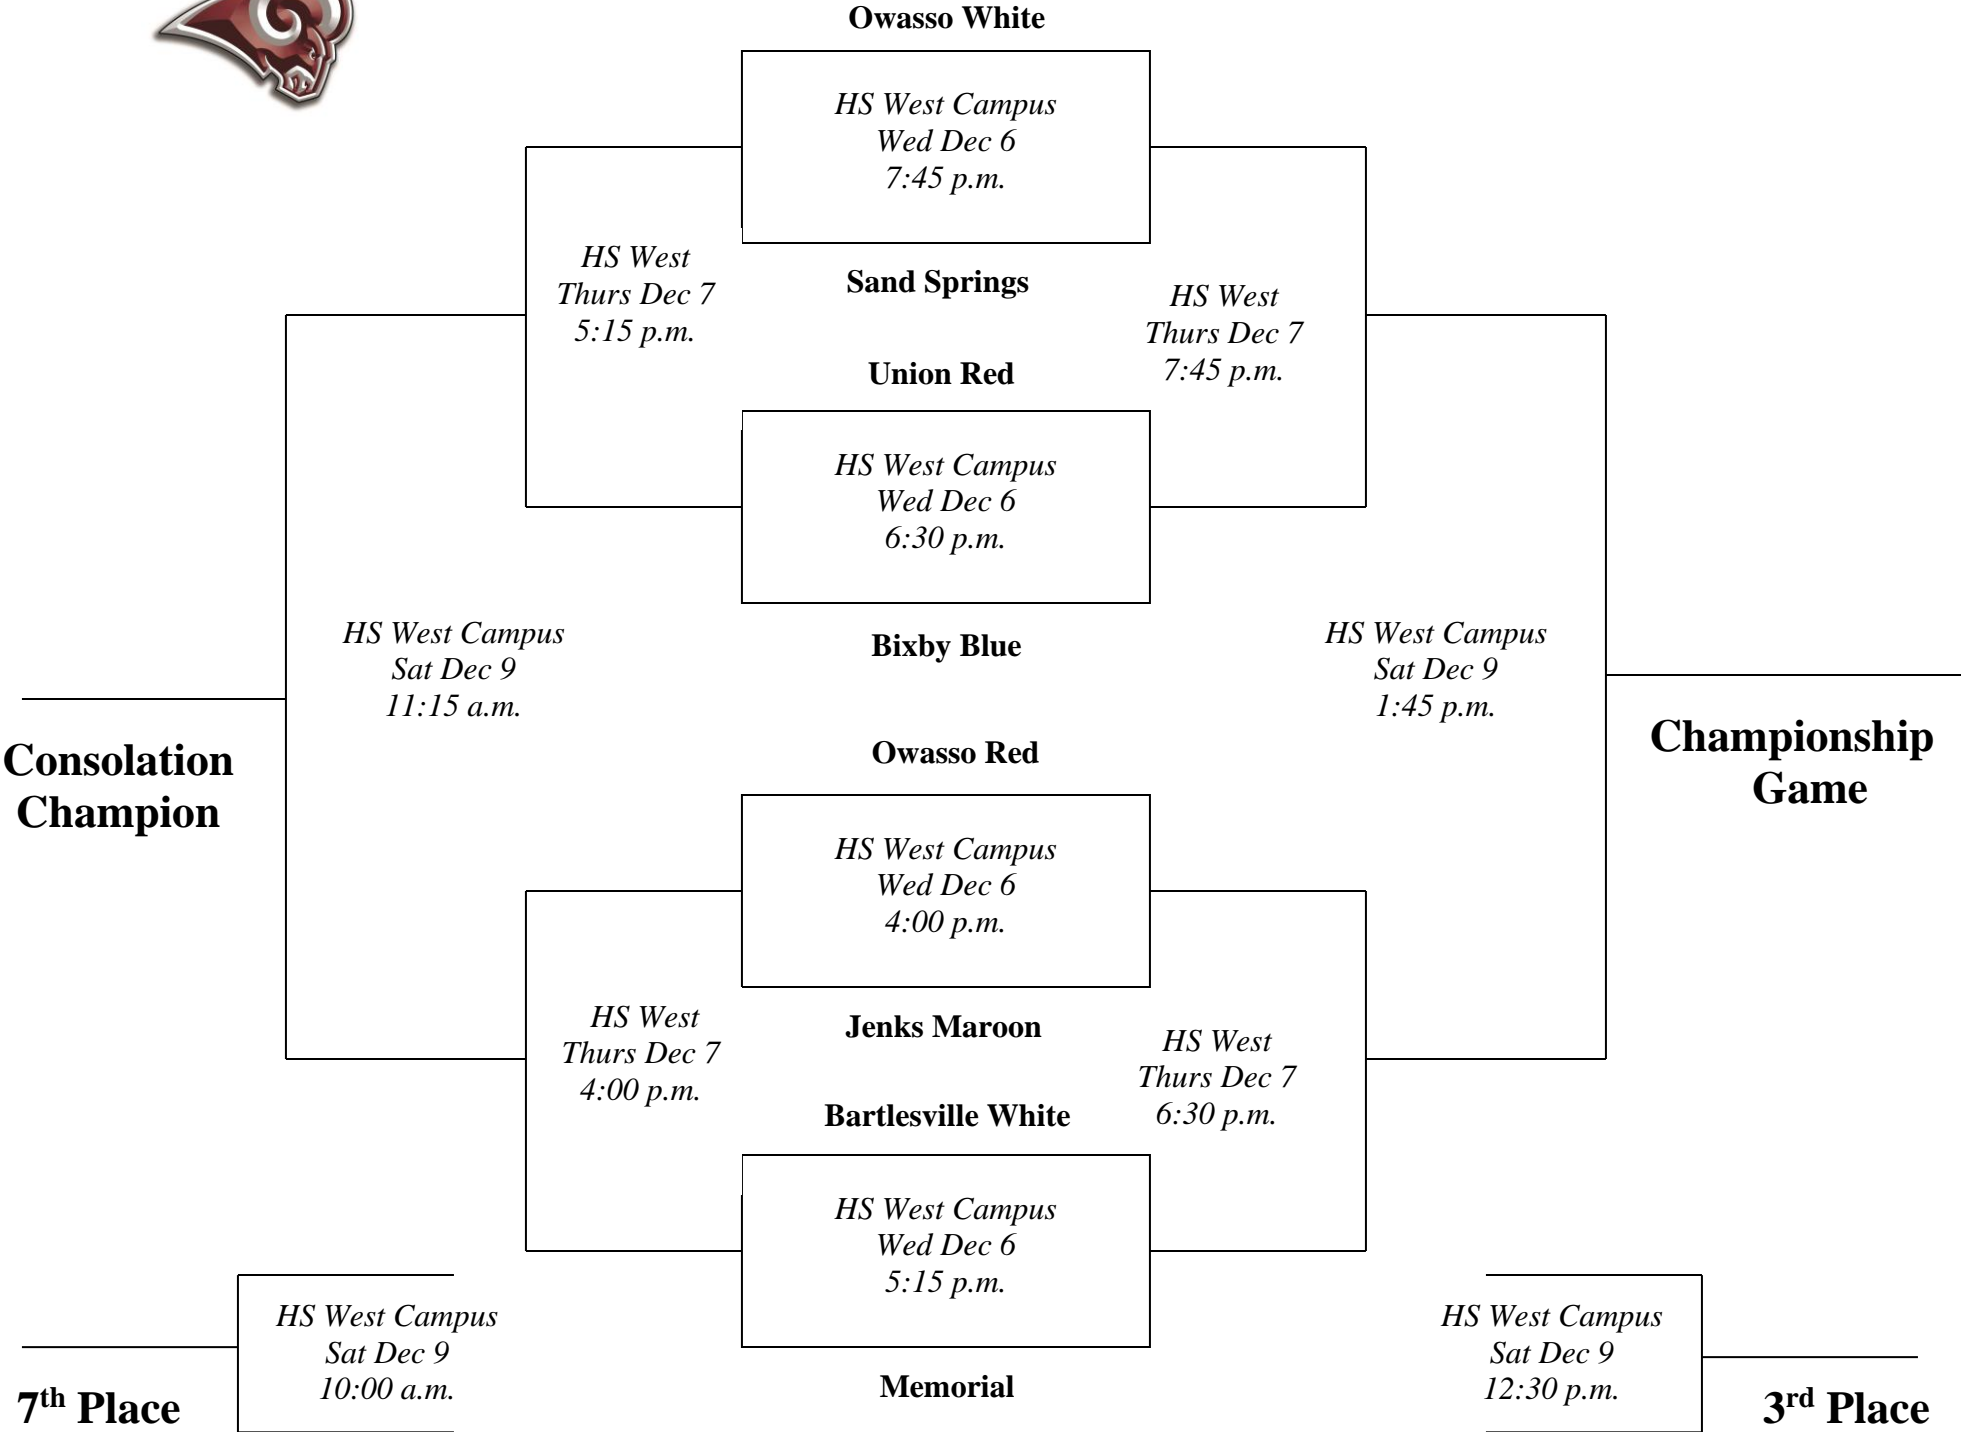 Owasso White
HS West Campus
Wed Dec 6
7:45 p.m.
HS West
Thurs Dec 7
5:15 p.m.
Sand Springs
HS West
Thurs Dec 7
7:45 p.m.
Union Red
HS West Campus
Wed Dec 6
6:30 p.m.
HS West Campus
Sat Dec 9
11:15 a.m.
Bixby Blue
HS West Campus
Sat Dec 9
1:45 p.m.
Consolation
Champion
Owasso Red
Championship
Game
HS West Campus
Wed Dec 6
4:00 p.m.
HS West
Thurs Dec 7
4:00 p.m.
Jenks Maroon
HS West
Thurs Dec 7
6:30 p.m.
Bartlesville White
HS West Campus
Wed Dec 6
5:15 p.m.
HS West Campus
Sat Dec 9
10:00 a.m.
HS West Campus
Sat Dec 9
12:30 p.m.
7th Place
Memorial
3rd Place